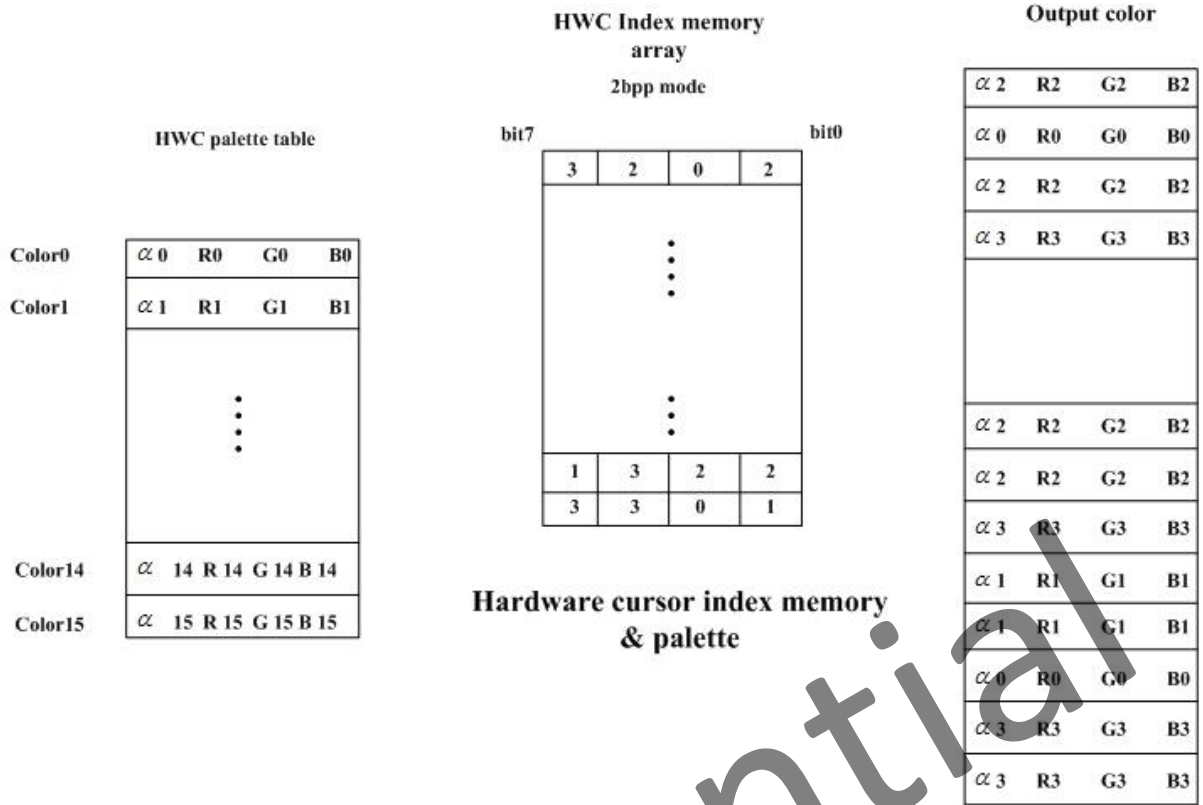 HWC Index memory
array
2bpp mode
Output color
HWC palette table
bit7
bit0
Color0
α 0 R0 G0 B0
Color1
α 1 R1 G1 B1
Color14
α 14 R 14 G 14 B 14
Color15
α 15 R 15 G 15 B 15
3 2 0 2
1 3 2 2
3 3 0 1
Hardware cursor index memory
& palette
α 2 R2 G2 B2
α 0 R0 G0 B0
α 2 R2 G2 B2
α 3 R3 G3 B3
α 2 R2 G2 B2
α 2 R2 G2 B2
α 3 R3 G3 B3
α 1 R1 G1 B1
α 1 R1 G1 B1
α 0 R0 G0 B0
α 3 R3 G3 B3
α 3 R3 G3 B3
ntial